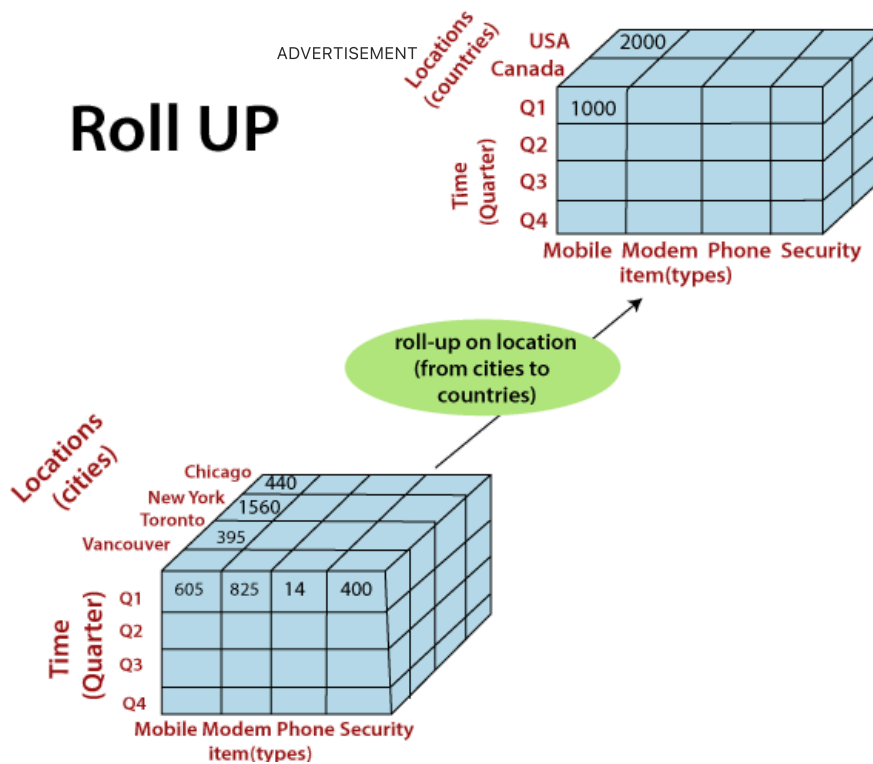 ADVERTISEMENT
Roll UP
Locations
(countries)
USA
2000
Canada
Q1
1000
Q2
Q3
Q4
Time
(Quarter)
Mobile Modem Phone Security
item(types)
roll-up on location
(from cities to
countries)
Locations
(cities)
Chicago
440
New York
1560
Toronto
395
Vancouver
Q1
605 825 14 400
Q2
Q3
Q4
Time
(Quarter)
Mobile Modem Phone Security
item(types)